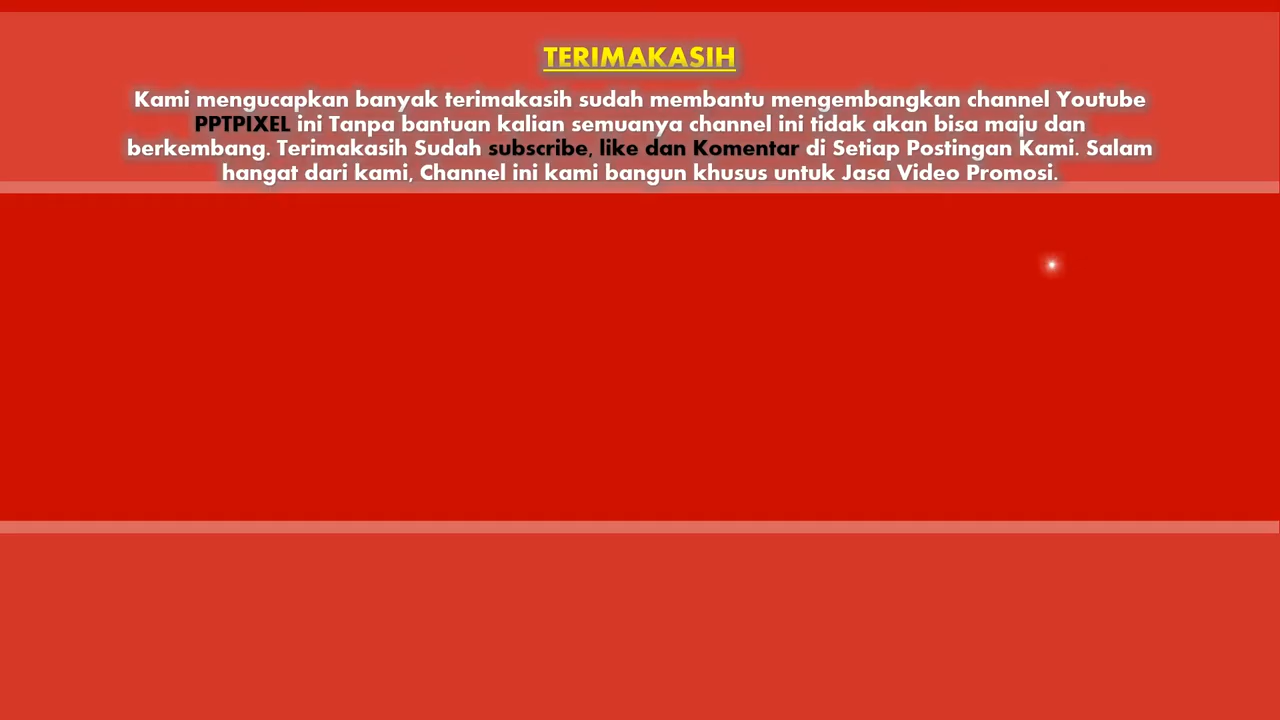 TERIMAKASIH
Kami mengucapkan banyak terimakasih sudah membantu mengembangkan channel Youtube
PPTPIXEL ini Tanpa bantuan kalian semuanya channel ini tidak akan bisa maju dan
berkembang. Terimakasih Sudah subscribe, like dan Komentar di Setiap Postingan Kami. Salam
hangat dari kami, Channel ini kami bangun khusus untuk Jasa Video Promosi.